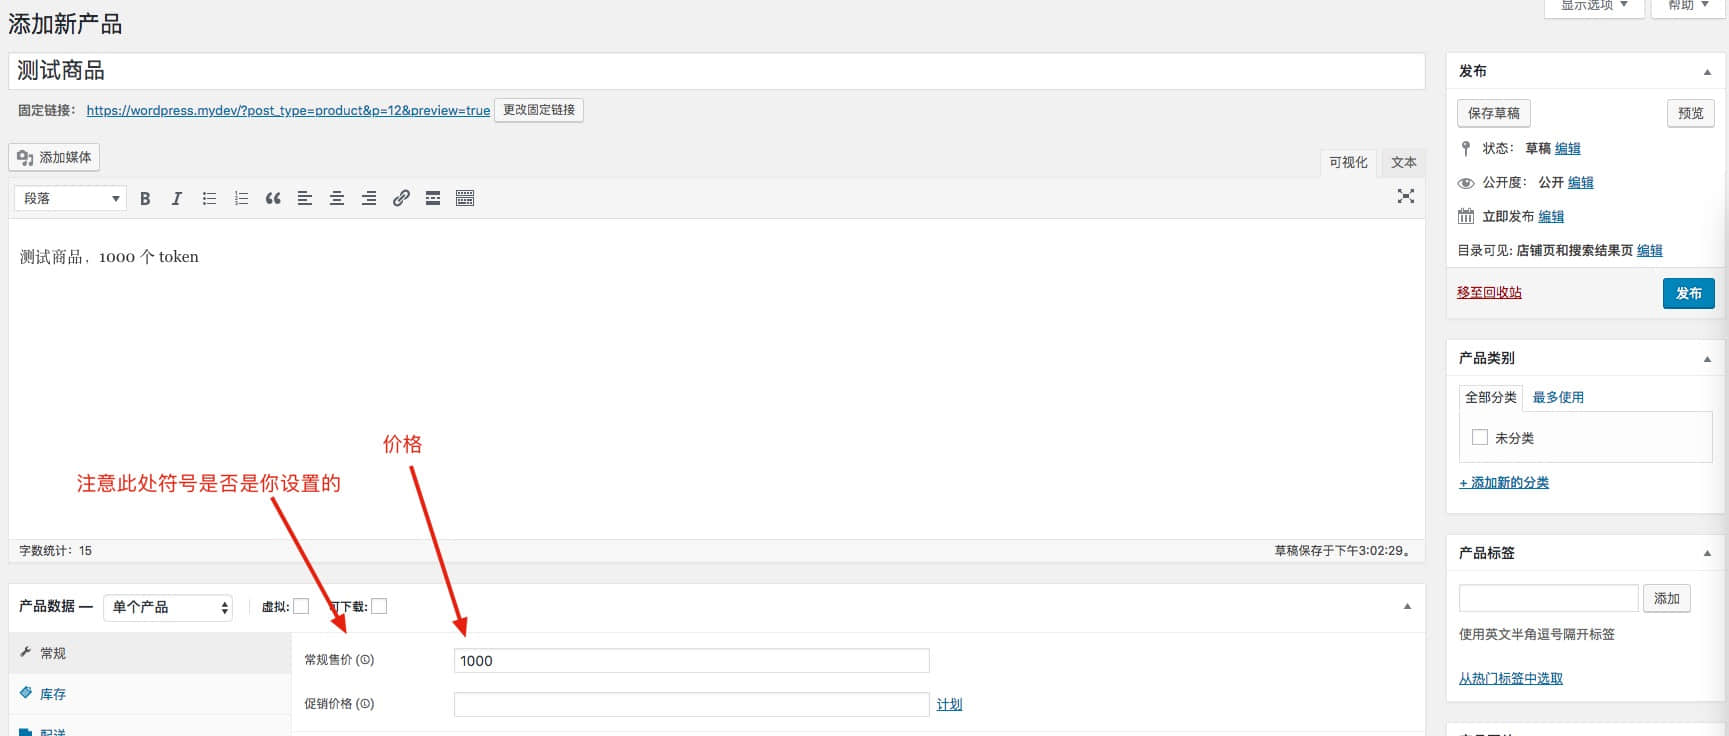 添加新产品
显示选项 ▼
帮助 ▼
测试商品
固定链接： https://wordpress.mydev/?post_type=product&p=12&preview=true 更改固定链接
添加媒体
可视化 文本
段落
测试商品，1000 个 token
价格
注意此处符号是否是你设置的
字数统计：15
草稿保存于下午3:02:29。
产品数据 — 单个产品 虚拟: 可下载:
常规
库存
配送
常规售价
1000
促销价格
计划
发布
保存草稿 预览
状态： 草稿 编辑
公开度： 公开 编辑
立即发布 编辑
目录可见: 店铺页和搜索结果页 编辑
移至回收站 发布
产品类别
全部分类 最多使用
未分类
+ 添加新的分类
产品标签
添加
使用英文半角逗号隔开标签
从热门标签中选取